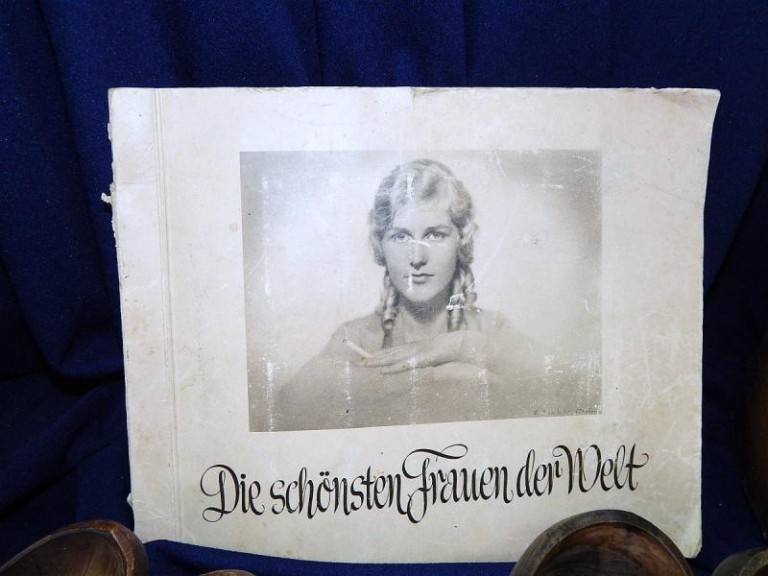 Die schönsten Frauen der Welt